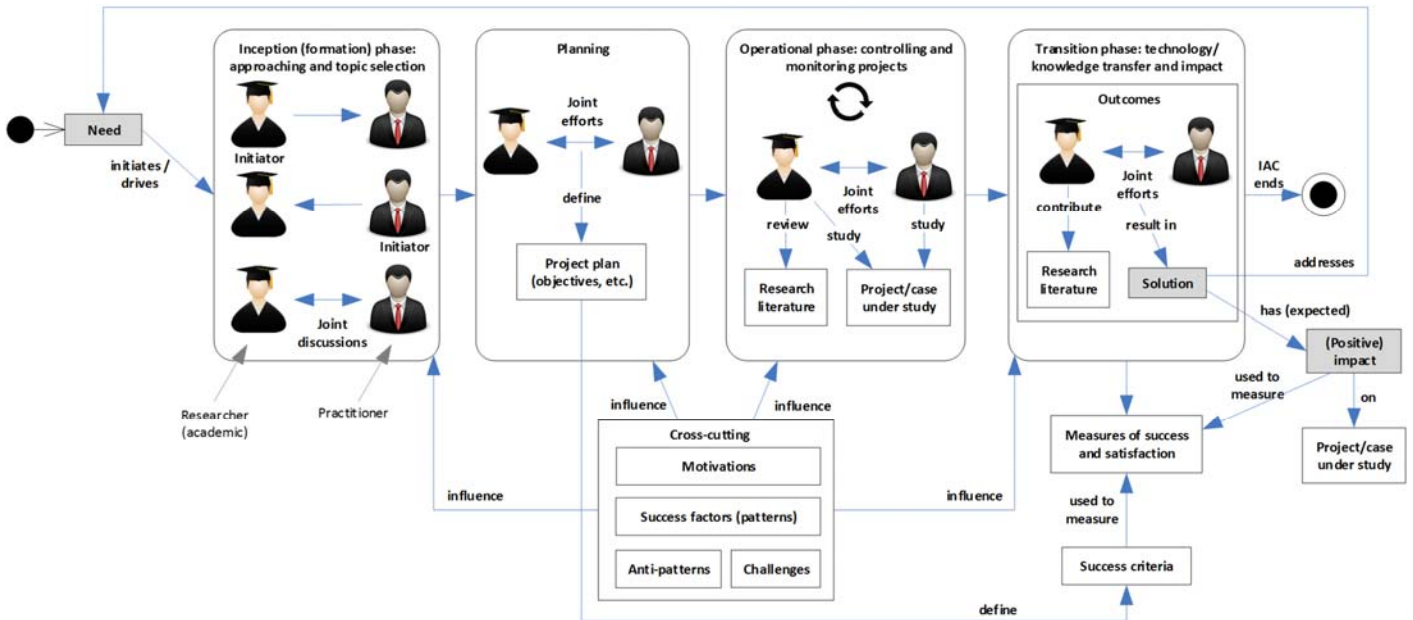 Need
initiates /
drives
Inception (formation) phase:
approaching and topic selection
Initiator
Initiator
Joint
discussions
Researcher
(academic)
Practitioner
Planning
Joint
efforts
define
Project plan
(objectives, etc.)
Operational phase: controlling and
monitoring projects
Joint
efforts
review
study
study
Research
literature
Project/case
under study
Transition phase: technology/
knowledge transfer and impact
Outcomes
Joint
efforts
contribute
result in
Research
literature
Solution
IAC
ends
addresses
has (expected)
(Positive)
impact
used to
measure
on
Project/case
under study
Measures of success
and satisfaction
used to
measure
Success criteria
define
influence
influence
influence
influence
Cross-cutting
Motivations
Success factors (patterns)
Anti-patterns
Challenges